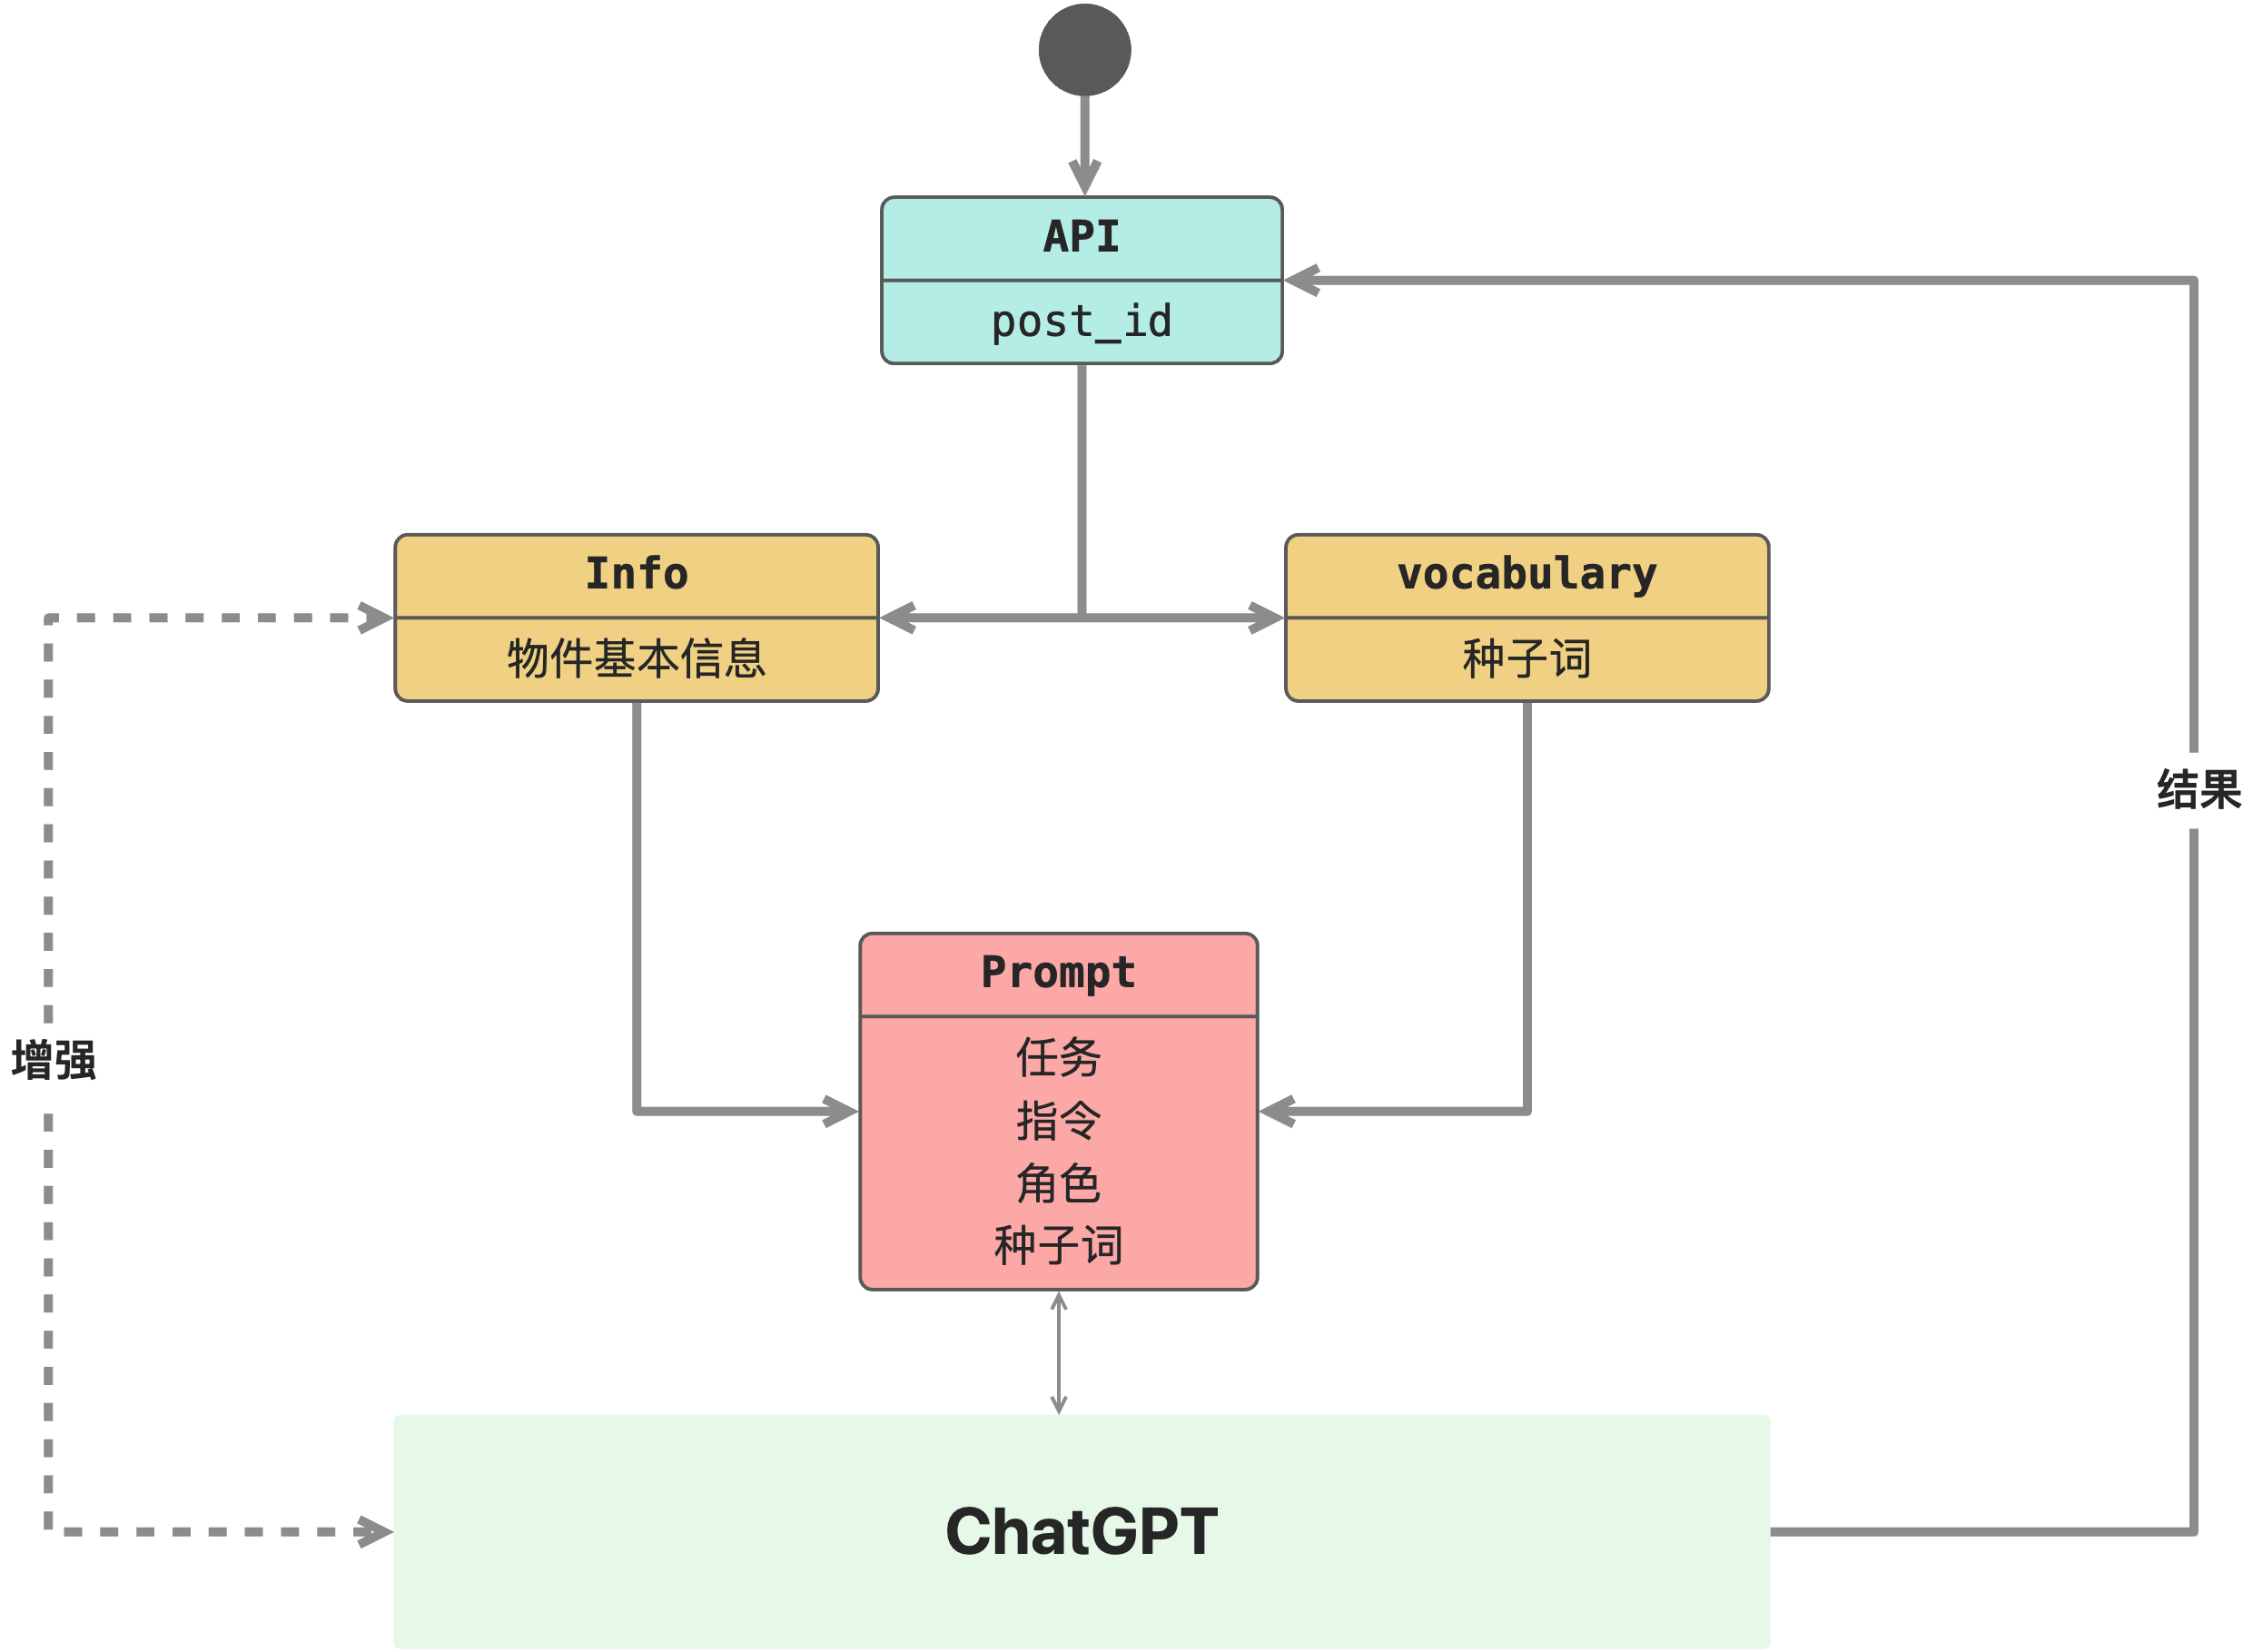 API
post_id
Info
物件基本信息
vocabulary
种子词
结果
Prompt
任务
指令
角色
种子词
增强
ChatGPT